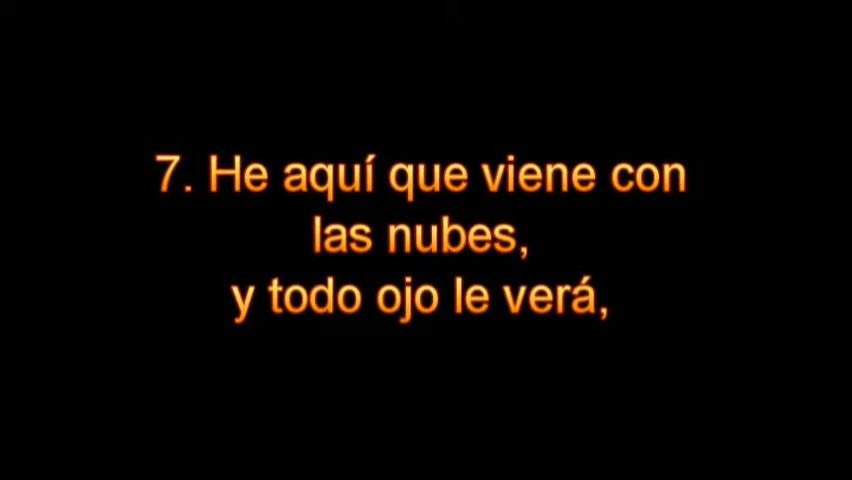 7. He aquí que viene con
las nubes,
y todo ojo le verá,